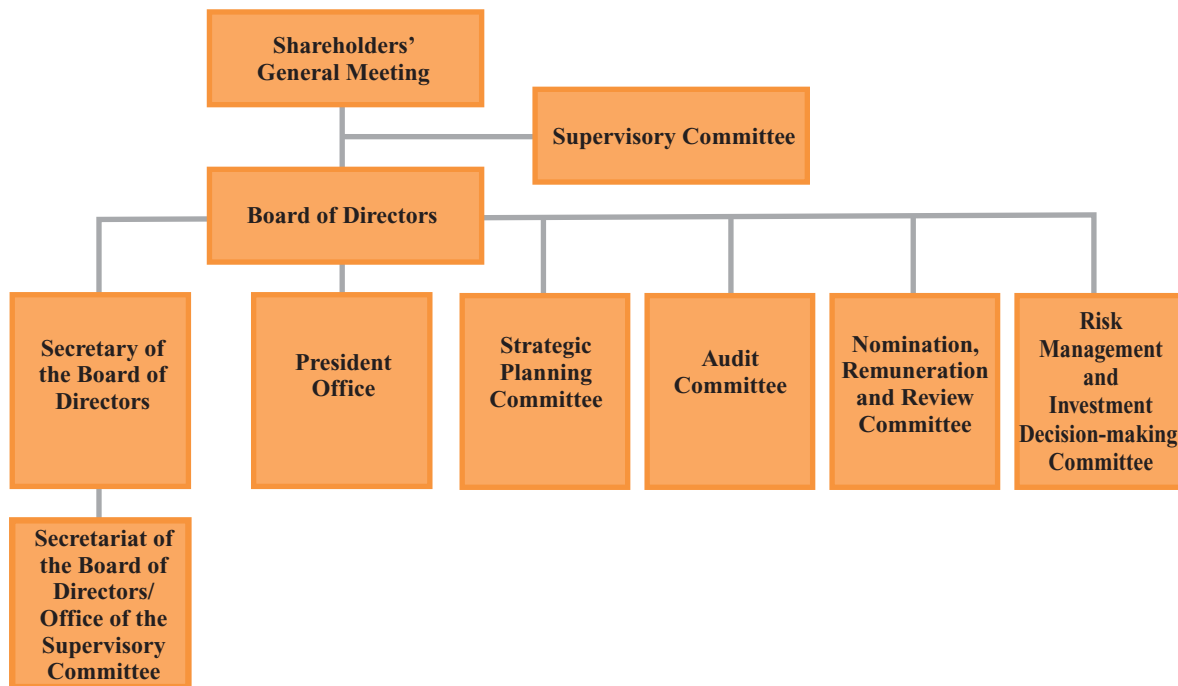 Shareholders’
General Meeting
Supervisory Committee
Board of Directors
Secretary of
the Board of
Directors
President
Office
Strategic
Planning
Committee
Audit
Committee
Nomination,
Remuneration
and Review
Committee
Risk
Management
and
Investment
Decision-making
Committee
Secretariat of
the Board of
Directors/
Office of the
Supervisory
Committee